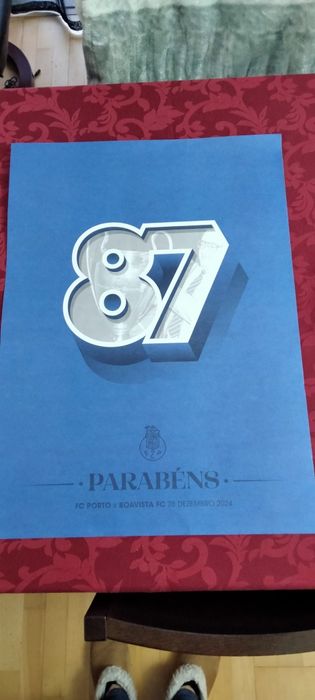 87
· PARABÉNS ·
FC PORTO x BOAVISTA FC 28 DEZEMBRO 2024